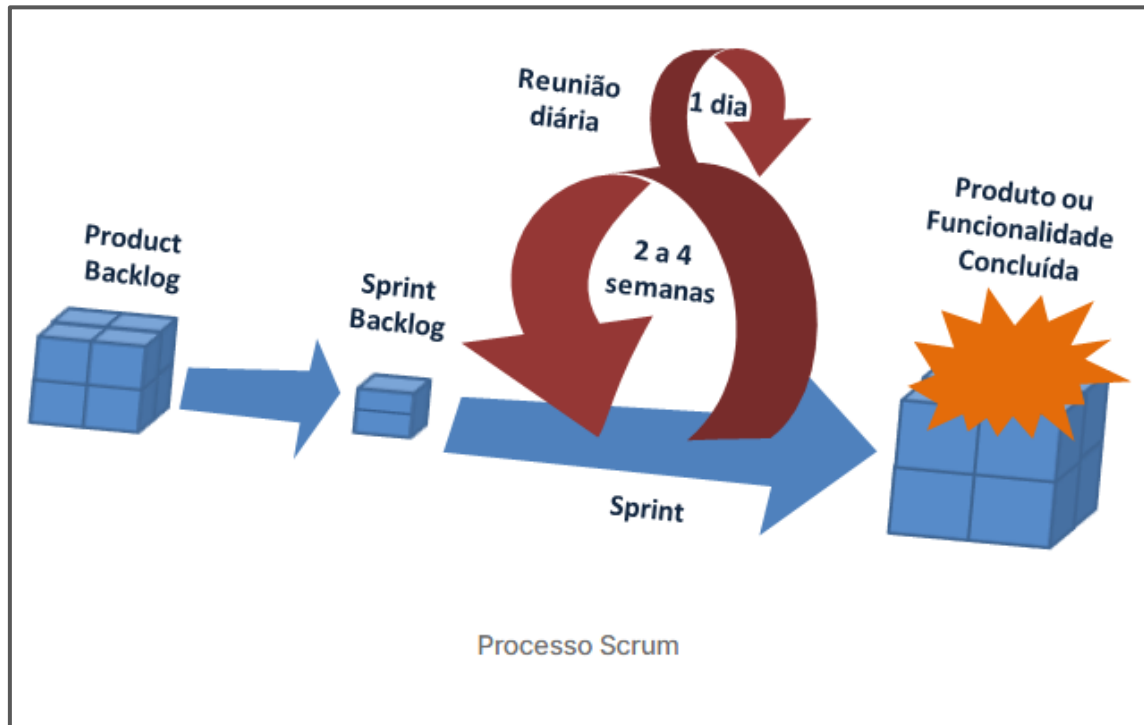 Product
Backlog
Sprint
Backlog
Reunião
diária
1 dia
2 a 4
semanas
Sprint
Produto ou
Funcionalidade
Concluída
Processo Scrum